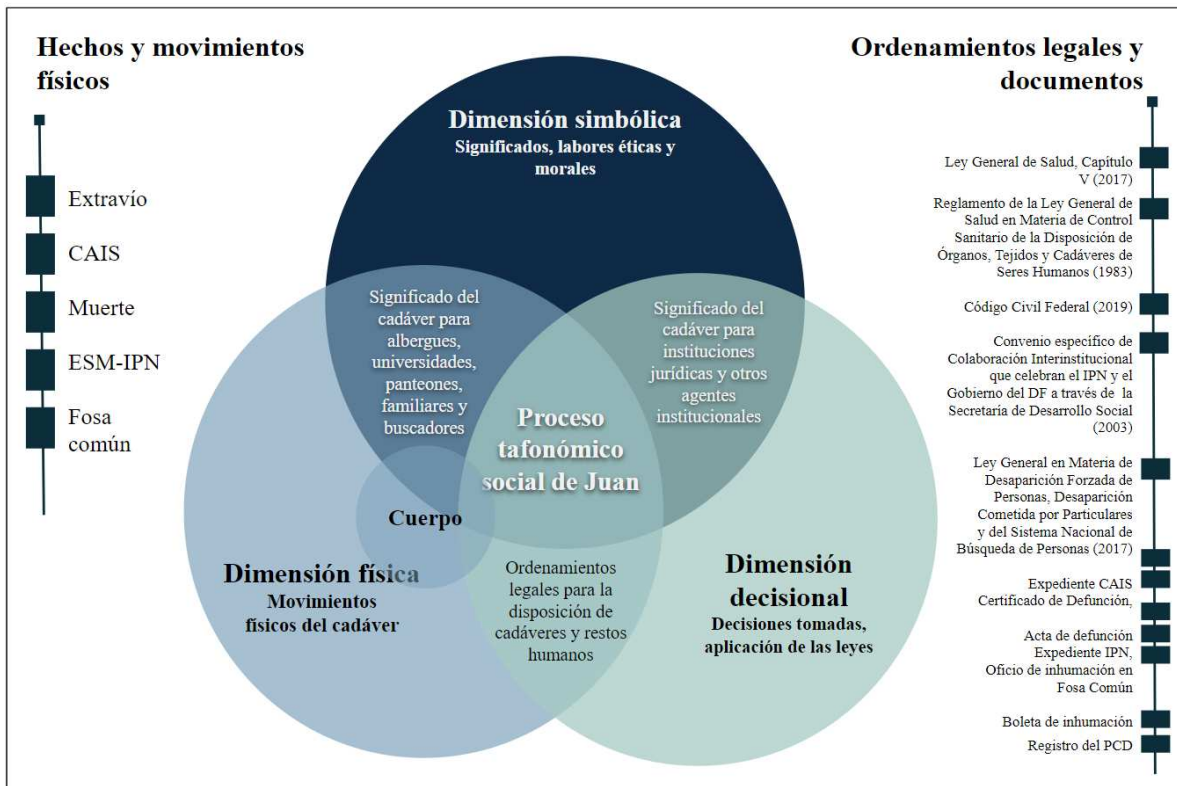 Hechos y movimientos
físicos
Extravío
CAIS
Muerte
ESM-IPN
Fosa
común
Dimensión simbólica
Significados, labores éticas y
morales
Significado del
cadáver para
albergues,
universidades,
panteones,
familiares y
buscadores
Significado del
cadáver para
instituciones
jurídicas y otros
agentes
institucionales
Proceso
tafonómico
social de Juan
Cuerpo
Dimensión física
Movimientos
físicos del cadáver
Ordenamientos
legales para la
disposición de
cadáveres y restos
humanos
Dimensión
decisional
Decisiones tomadas,
aplicación de las leyes
Ordenamientos legales y
documentos
Ley General de Salud, Capítulo
V (2017)
Reglamento de la Ley General de
Salud en Materia de Control
Sanitario de la Disposición de
Órganos, Tejidos y Cadáveres de
Seres Humanos (1983)
Código Civil Federal (2019)
Convenio específico de
Colaboración Interinstitucional
que celebran el IPN y el
Gobierno del DF a través de la
Secretaría de Desarrollo Social
(2003)
Ley General en Materia de
Desaparición Forzada de
Personas, Desaparición
Cometida por Particulares
y del Sistema Nacional de
Búsqueda de Personas (2017)
Expediente CAIS
Certificado de Defunción,
Acta de defunción
Expediente IPN,
Oficio de inhumación en
Fosa Común
Boleta de inhumación
Registro del PCD